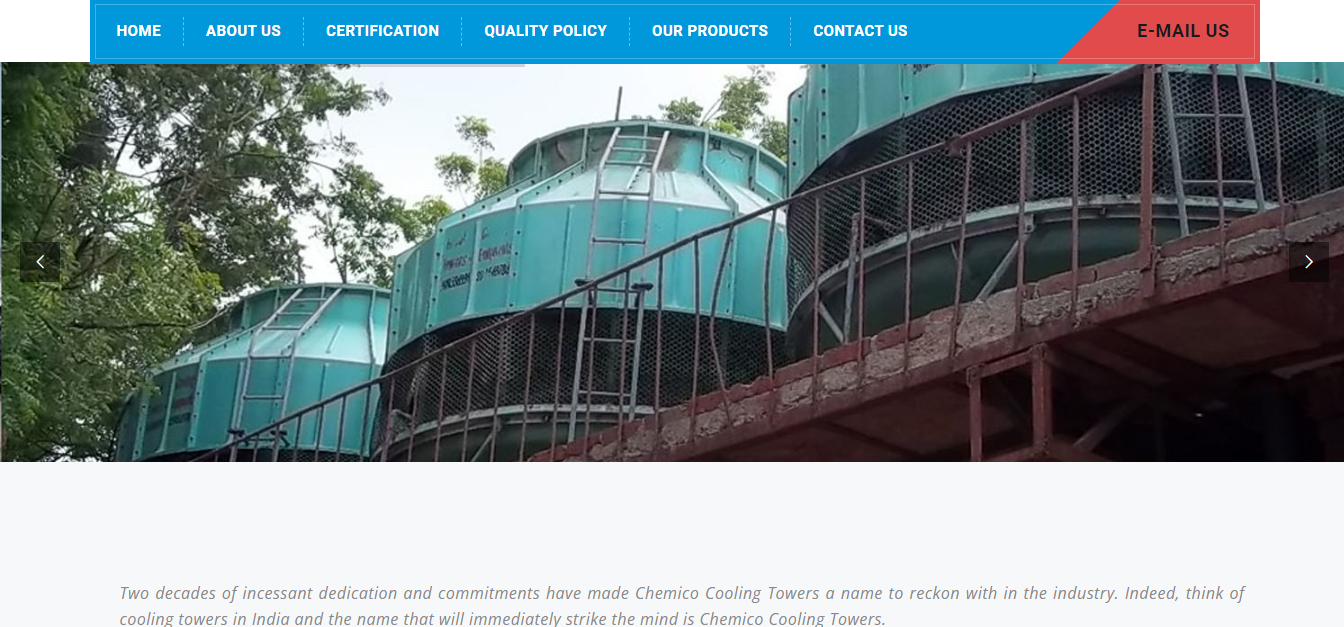 HOME
ABOUT US
CERTIFICATION
QUALITY POLICY
OUR PRODUCTS
CONTACT US
E-MAIL US
Two decades of incessant dedication and commitments have made Chemico Cooling Towers a name to reckon with in the industry. Indeed, think of
cooling towers in India and the name that will immediately strike the mind is Chemico Cooling Towers.